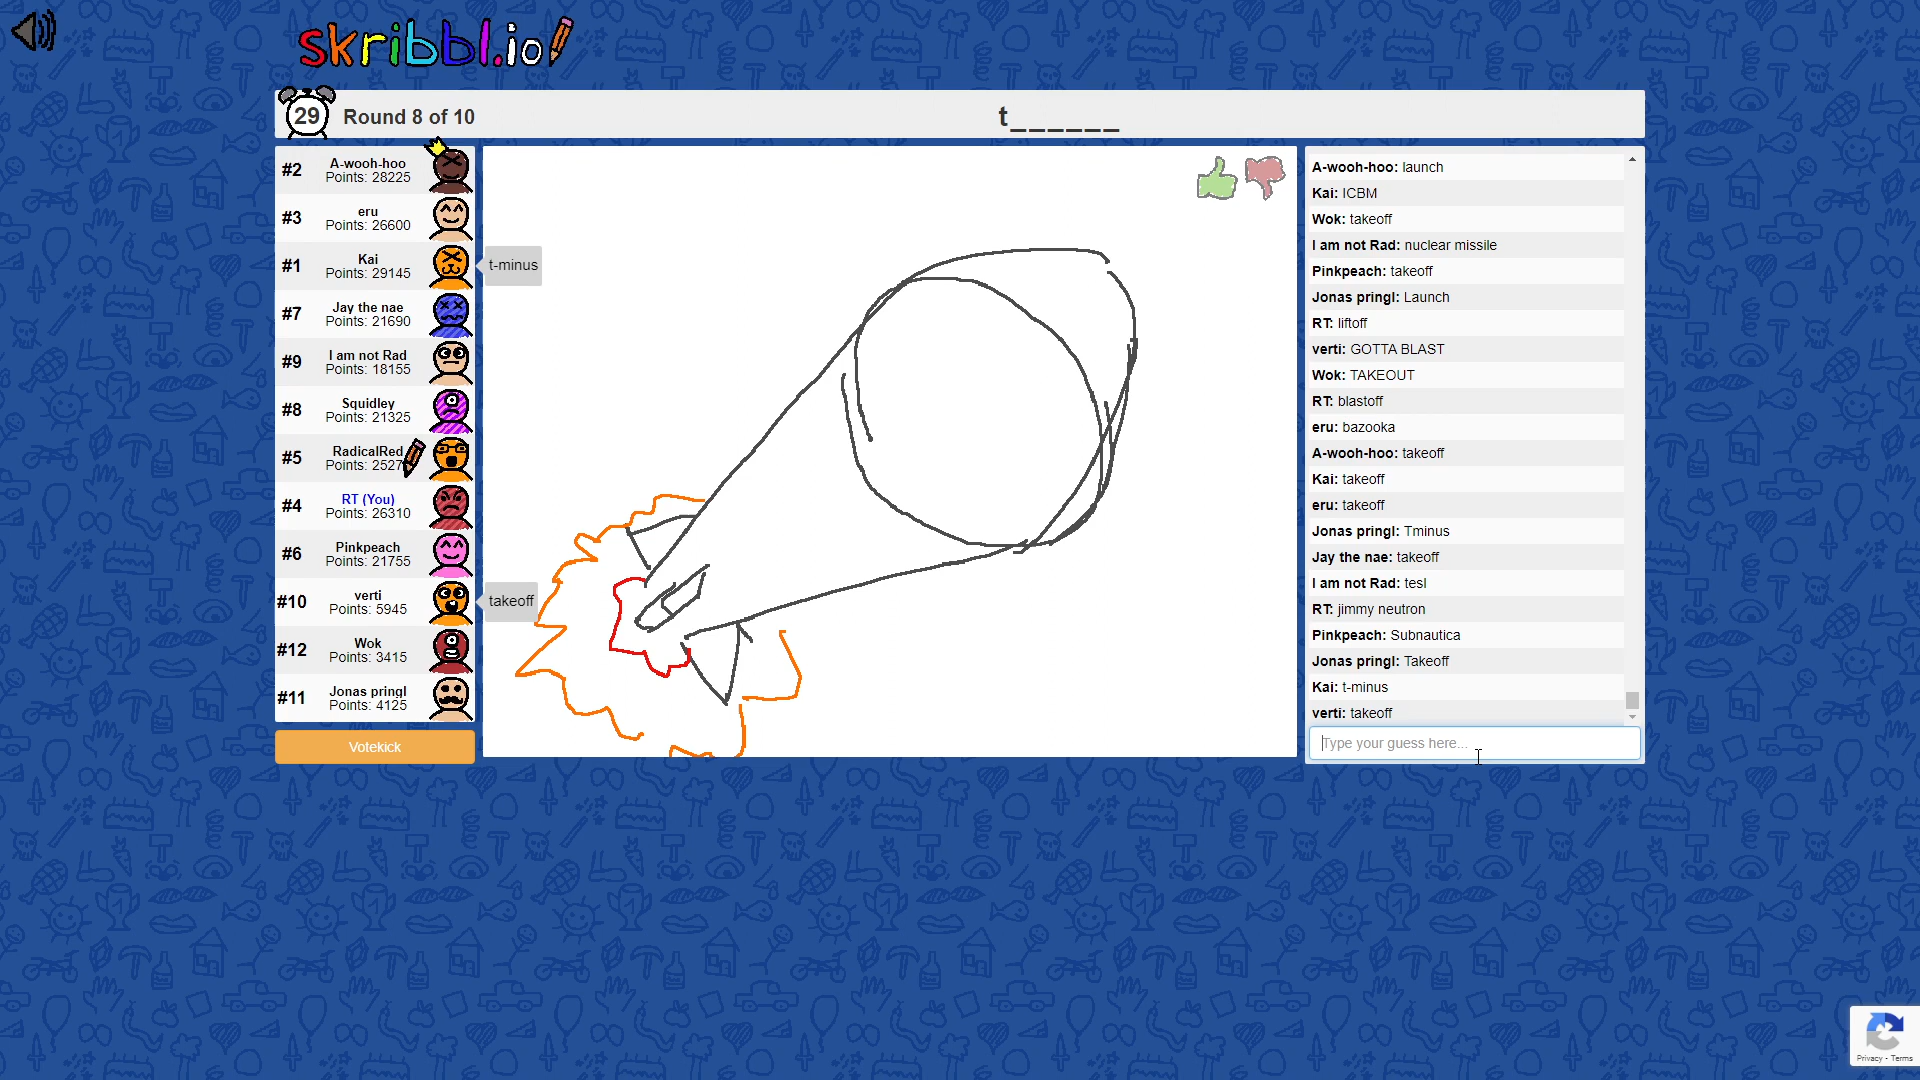 skribbl.io
29
Round 8 of 10
t______
#2
A-wooh-hoo
Points: 28225
#3
eru
Points: 26600
#1
Kai
Points: 29145
t-minus
#7
Jay the nae
Points: 21690
#9
I am not Rad
Points: 18155
#8
Squidley
Points: 21325
#5
RadicalRed
Points: 2527
#4
RT (You)
Points: 26310
#6
Pinkpeach
Points: 21755
#10
verti
Points: 5945
takeoff
#12
Wok
Points: 3415
#11
Jonas pringl
Points: 4125
Votekick
A-wooh-hoo: launch
Kai: ICBM
Wok: takeoff
I am not Rad: nuclear missile
Pinkpeach: takeoff
Jonas pringl: Launch
RT: liftoff
verti: GOTTA BLAST
Wok: TAKEOUT
RT: blastoff
eru: bazooka
A-wooh-hoo: takeoff
Kai: takeoff
eru: takeoff
Jonas pringl: Tminus
Jay the nae: takeoff
I am not Rad: tesl
RT: jimmy neutron
Pinkpeach: Subnautica
Jonas pringl: Takeoff
Kai: t-minus
verti: takeoff
Type your guess here...
Privacy - Terms